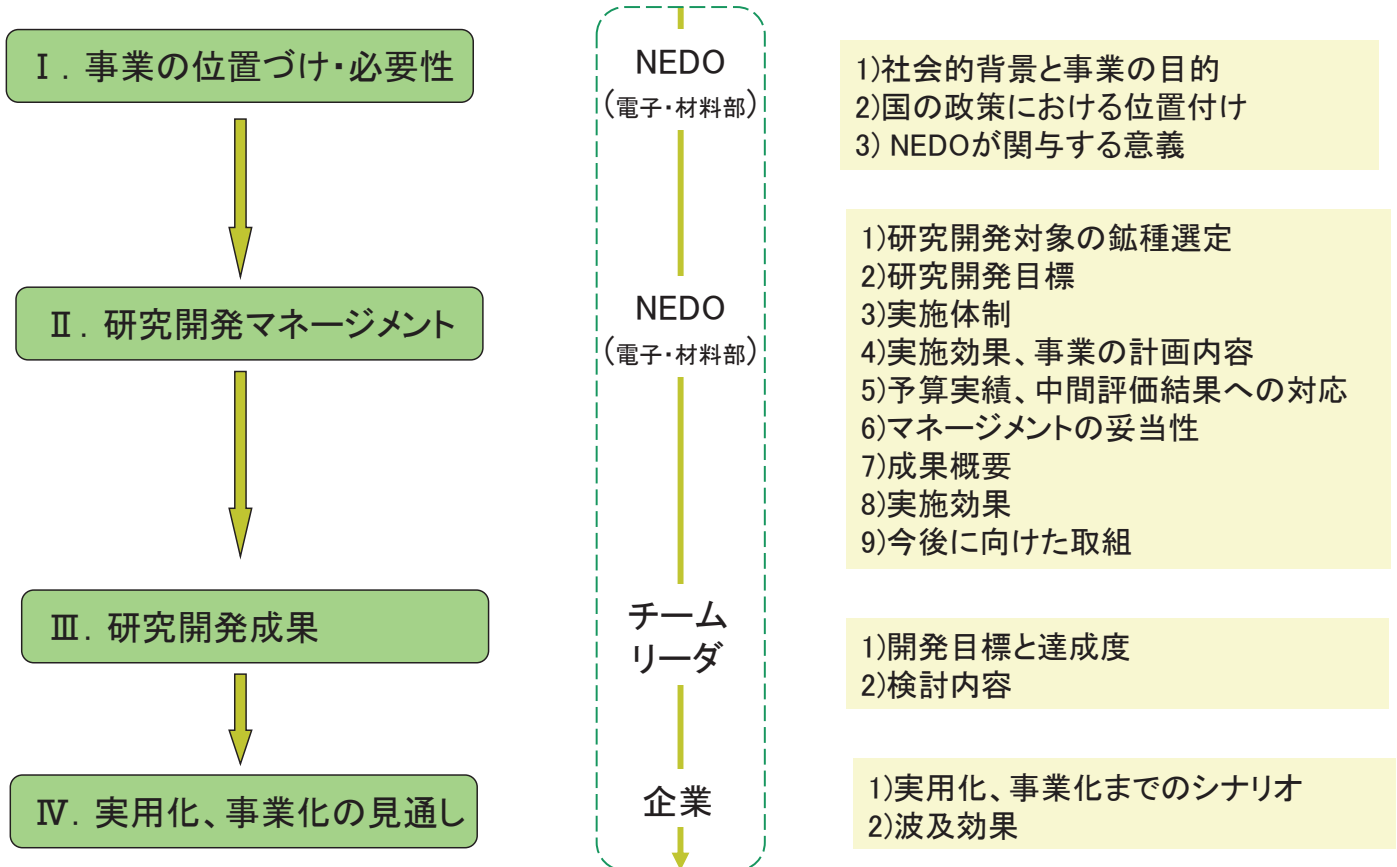 Ⅰ. 事業の位置づけ・必要性
NEDO
(電子・材料部)
1)社会的背景と事業の目的
2)国の政策における位置付け
3) NEDOが関与する意義
Ⅱ. 研究開発マネージメント
NEDO
(電子・材料部)
1)研究開発対象の鉱種選定
2)研究開発目標
3)実施体制
4)実施効果、事業の計画内容
5)予算実績、中間評価結果への対応
6)マネージメントの妥当性
7)成果概要
8)実施効果
9)今後に向けた取組
Ⅲ. 研究開発成果
チーム
リーダ
1)開発目標と達成度
2)検討内容
Ⅳ. 実用化、事業化の見通し
企業
1)実用化、事業化までのシナリオ
2)波及効果